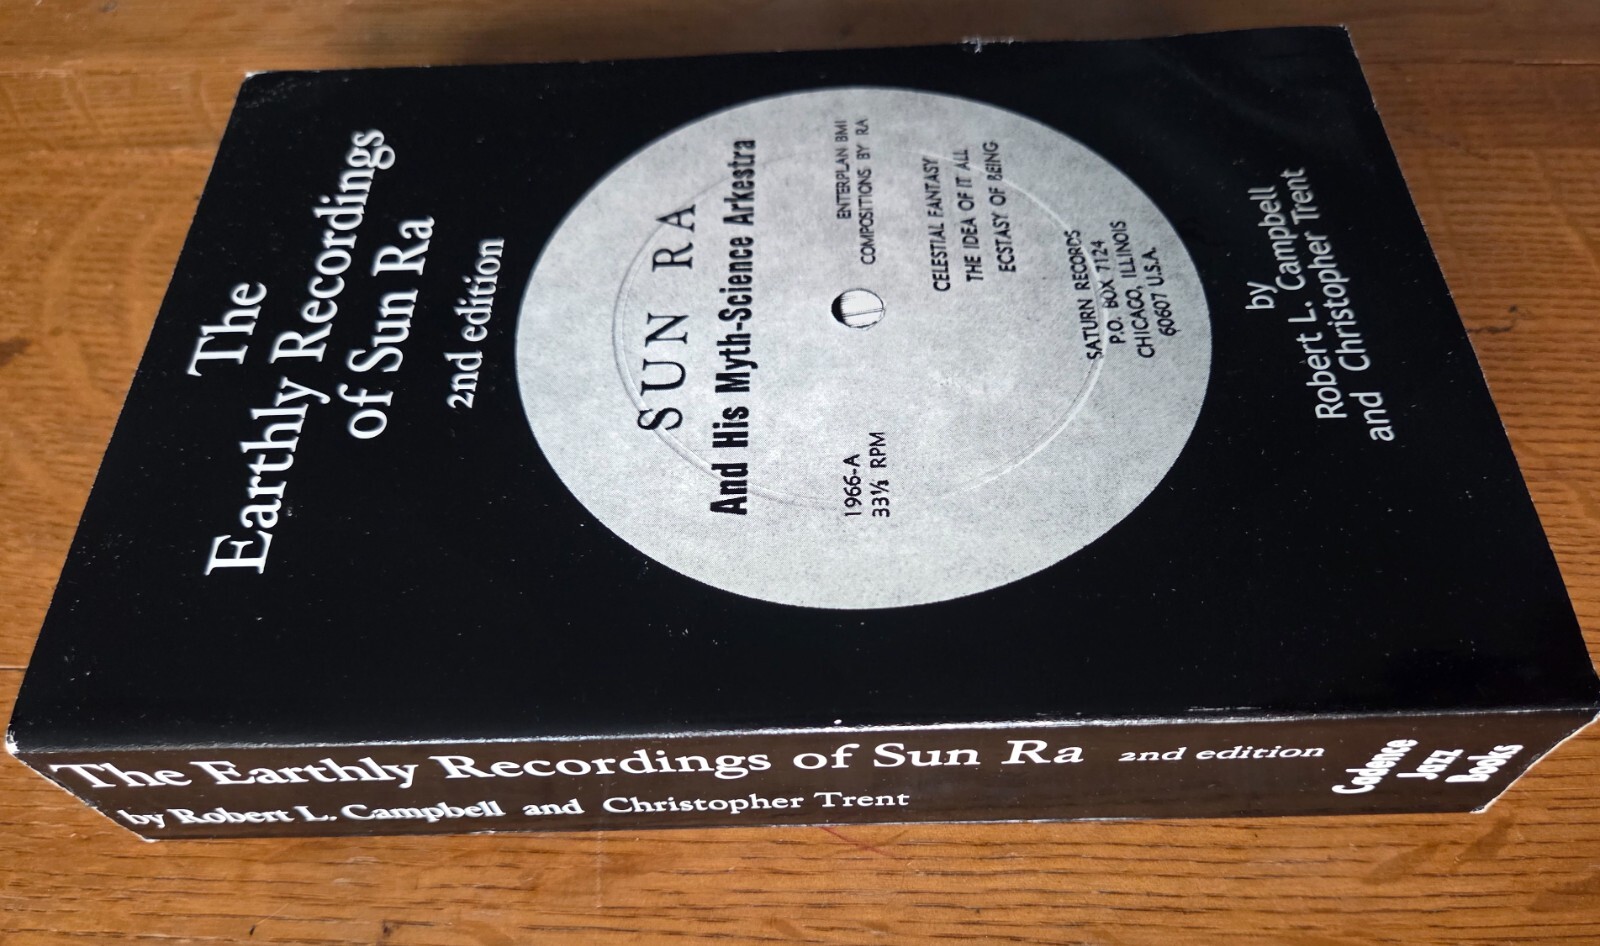 The
Earthly Recordings
of Sun Ra
2nd edition
SUN RA
And His Myth-Science Arkestra
1966-A
33⅓ RPM
ENTERPLAN BMI
COMPOSITIONS BY RA
CELESTIAL FANTASY
THE IDEA OF IT ALL
ECSTASY OF BEING
SATURN RECORDS
P.O. BOX 7124
CHICAGO, ILLINOIS
60607 U.S.A.
by
Robert L. Campbell
and Christopher Trent
The Earthly Recordings of Sun Ra 2nd edition
by Robert L. Campbell and Christopher Trent
Cadence
Jazz
Books